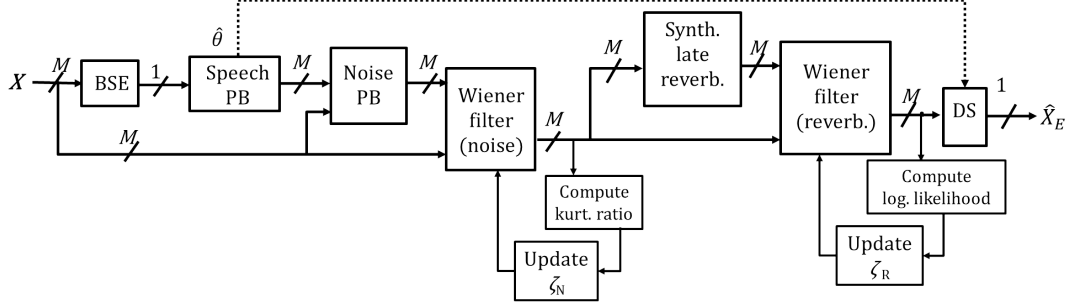 X
M
BSE
1
θ̂
Speech
PB
M
Noise
PB
M
M
Wiener
filter
(noise)
M
Compute
kurt. ratio
Update
ζ_N
M
Synth.
late
reverb.
M
Wiener
filter
(reverb.)
M
Compute
log. likelihood
Update
ζ_R
DS
1
X̂_E